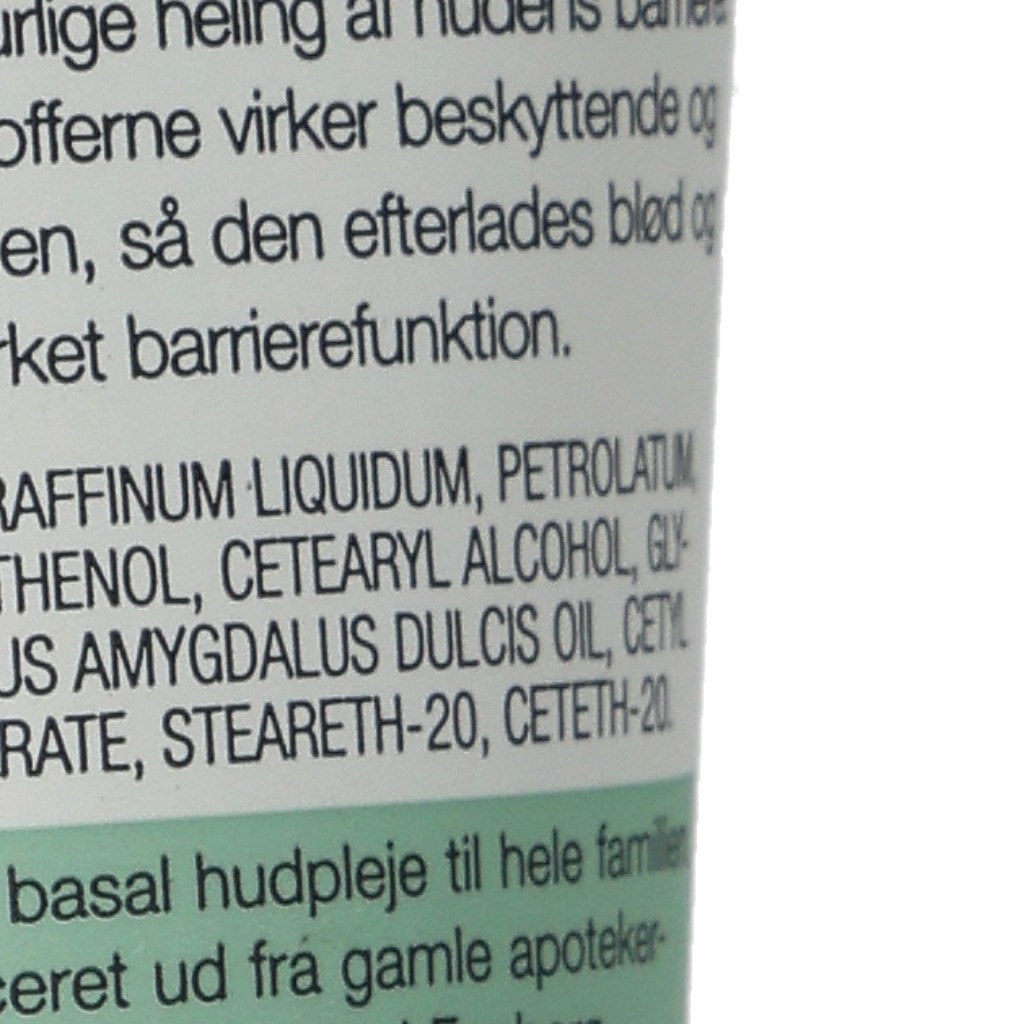 urlige heling af hudens barriere
offerne virker beskyttende og
en, så den efterlades blød og
rket barrierefunktion.
RAFFINUM LIQUIDUM, PETROLATUM,
THENOL, CETEARYL ALCOHOL, GLY-
US AMYGDALUS DULCIS OIL, CETYL
RATE, STEARETH-20, CETETH-20.
basal hudpleje til hele familien
ceret ud fra gamle apoteker-